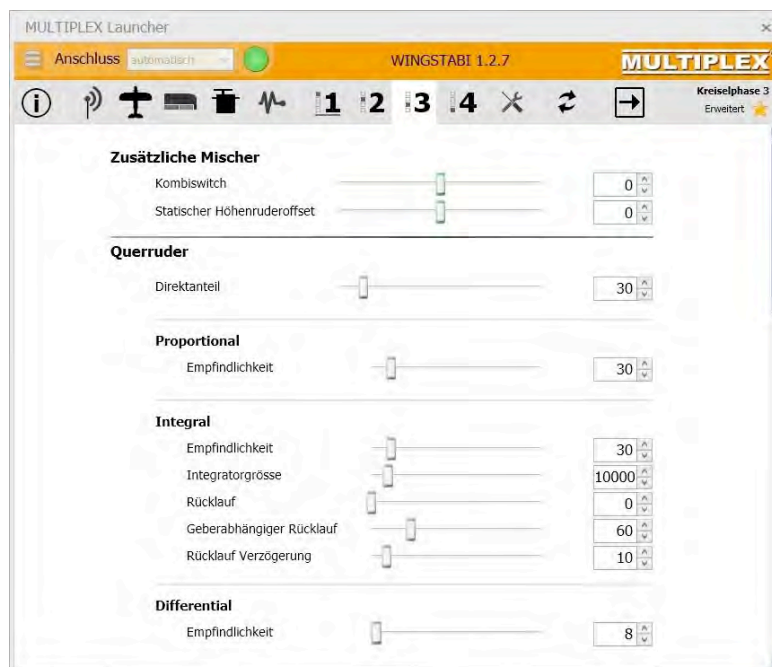 MULTIPLEX Launcher
Anschluss automatisch WINGSTABI 1.2.7 MULTIPLEX
1 2 3 4 Kreiselphase 3
Erweitert
Zusätzliche Mischer
Kombiswitch 0
Statischer Höhenruderoffset 0
Querruder
Direktanteil 30
Proportional
Empfindlichkeit 30
Integral
Empfindlichkeit 30
Integratorgrösse 10000
Rücklauf 0
Geberabhängiger Rücklauf 60
Rücklauf Verzögerung 10
Differential
Empfindlichkeit 8